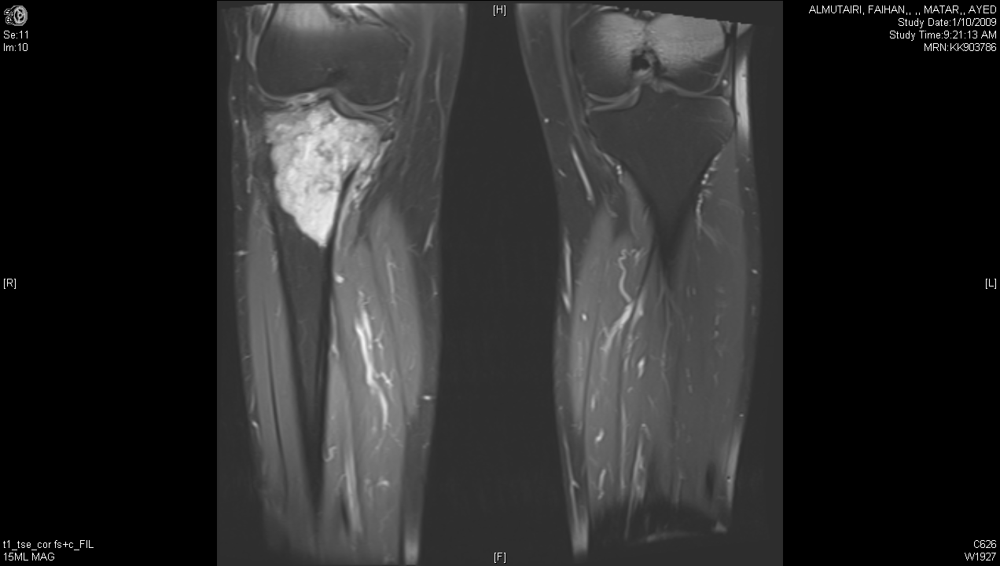 [H]
ALMUTAIRI, FAIHAN,, ,, MATAR,, AYED
Study Date:1/10/2009
Study Time:9:21:13 AM
MRN:KK903786
Se:11
Im:10
[R]
[L]
t1_tse_cor fs+c_FIL
15ML MAG
[F]
C626
W1927